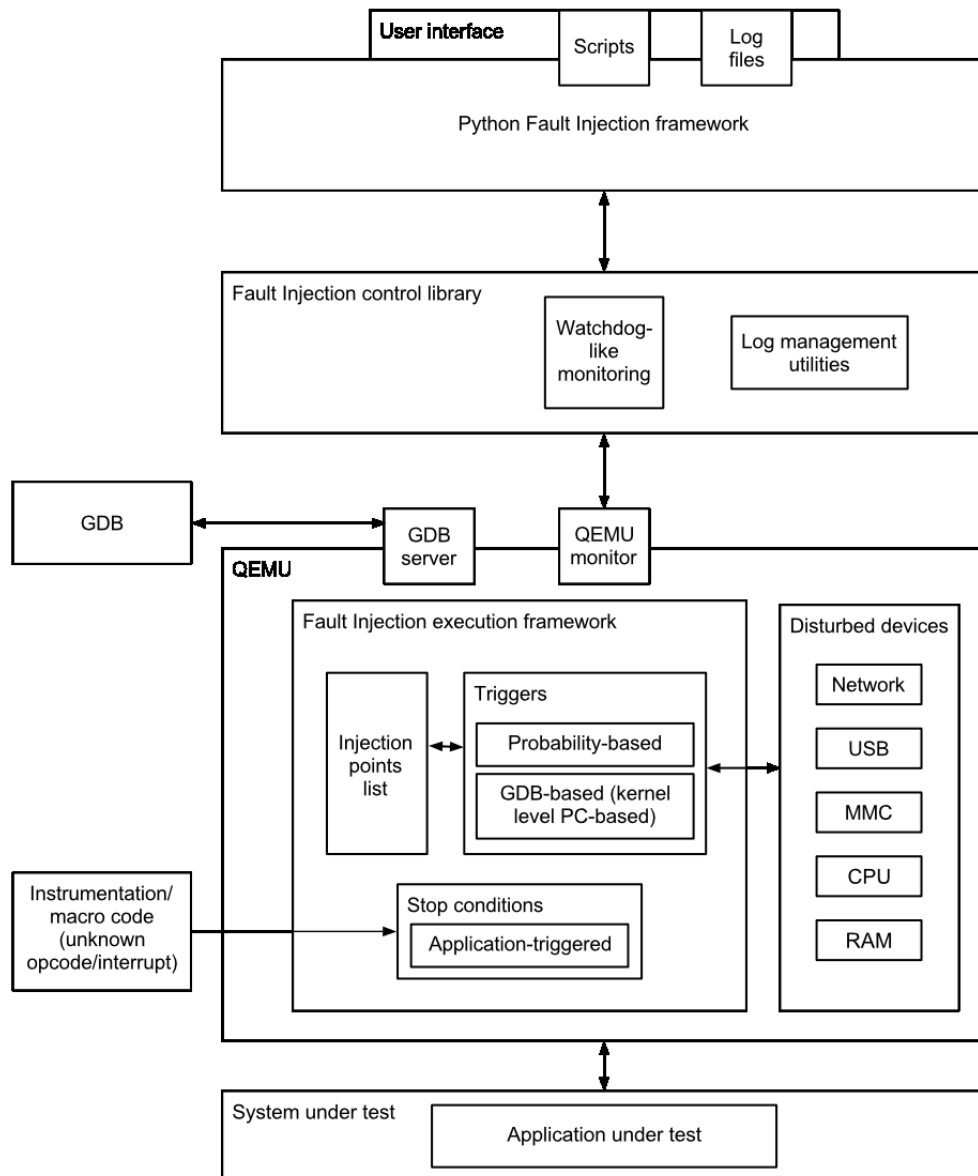 User interface
Scripts
Log
files
Python Fault Injection framework
Fault Injection control library
Watchdog-
like
monitoring
Log management
utilities
GDB
GDB
server
QEMU
monitor
QEMU
Fault Injection execution framework
Disturbed devices
Injection
points
list
Triggers
Probability-based
GDB-based (kernel
level PC-based)
Network
USB
MMC
CPU
RAM
Instrumentation/
macro code
(unknown
opcode/interrupt)
Stop conditions
Application-triggered
System under test
Application under test